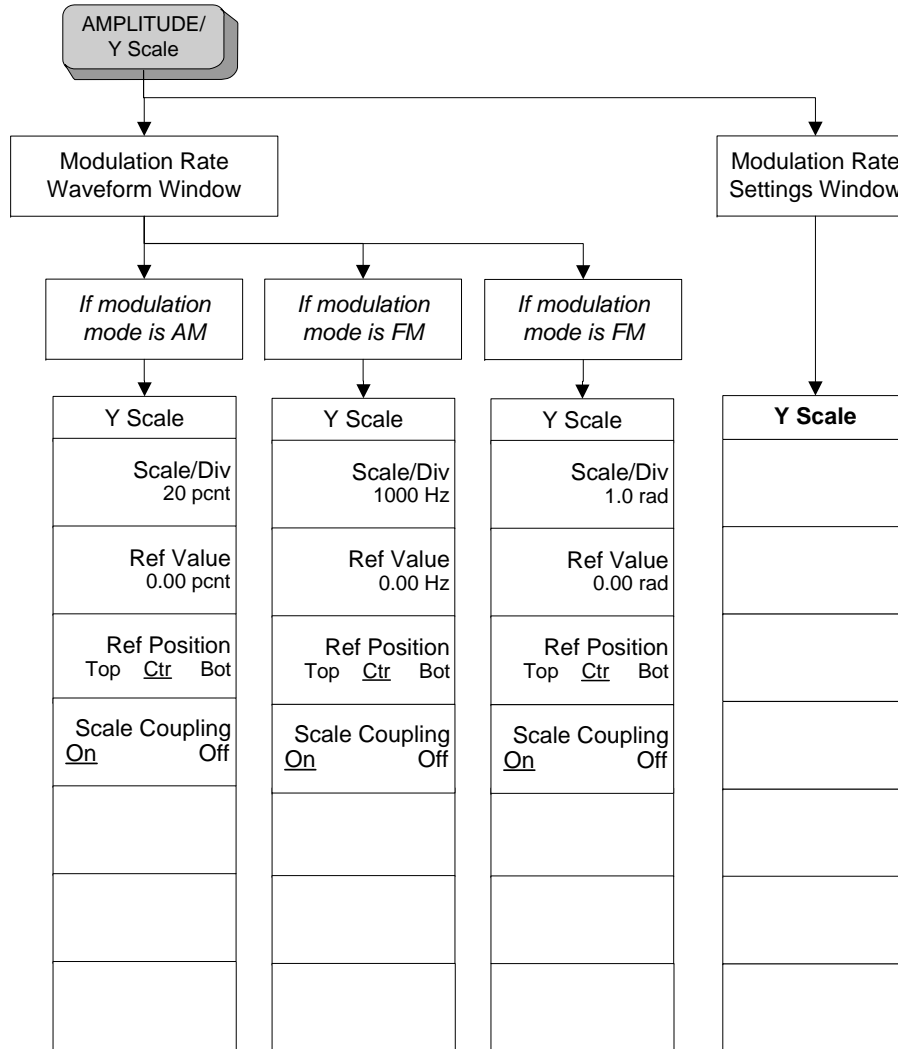 AMPLITUDE/
Y Scale
Modulation Rate
Waveform Window
Modulation Rate
Settings Window
If modulation
mode is AM
If modulation
mode is FM
If modulation
mode is FM
Y Scale
Scale/Div
20 pcnt
Ref Value
0.00 pcnt
Ref Position
Top Ctr Bot
Scale Coupling
On Off
Y Scale
Scale/Div
1000 Hz
Ref Value
0.00 Hz
Ref Position
Top Ctr Bot
Scale Coupling
On Off
Y Scale
Scale/Div
1.0 rad
Ref Value
0.00 rad
Ref Position
Top Ctr Bot
Scale Coupling
On Off
Y Scale